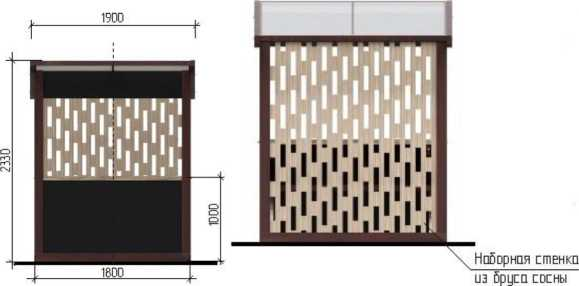 1900
2330
1000
1800
Наборная стенка
из бруса сосны